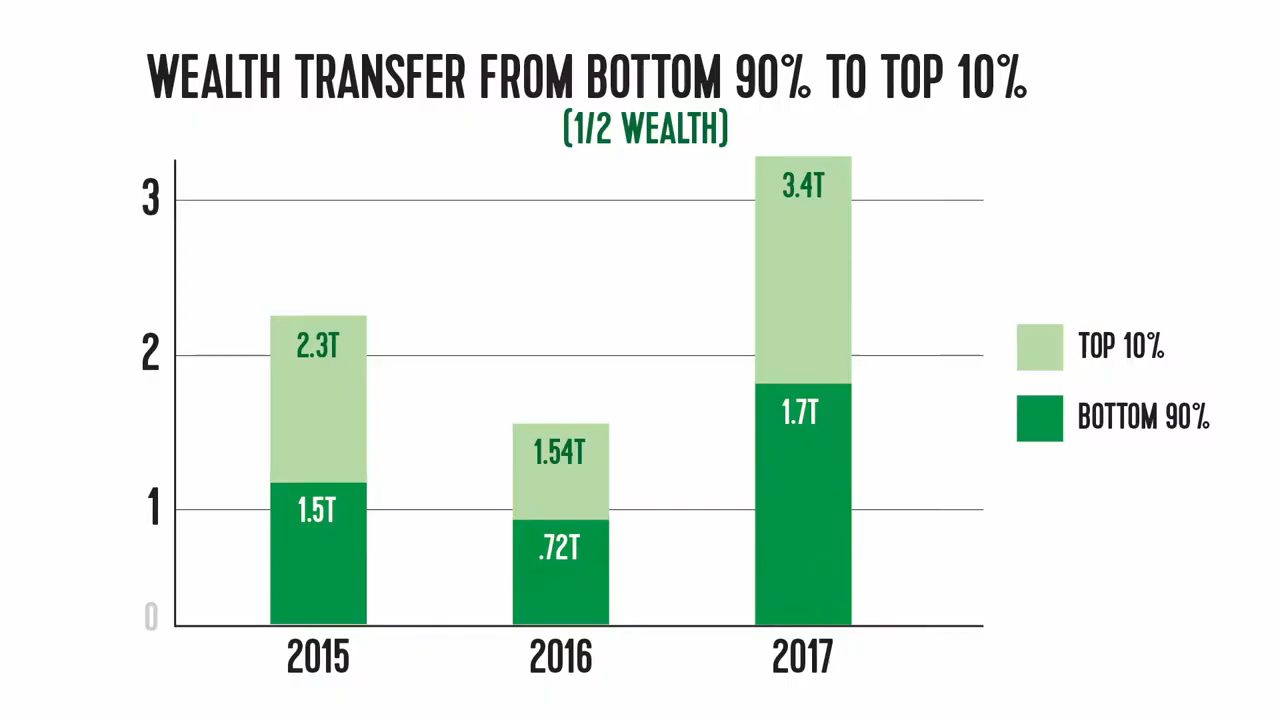 WEALTH TRANSFER FROM BOTTOM 90% TO TOP 10%
(1/2 WEALTH)
3
2
1
0
2.3T
1.5T
1.54T
.72T
3.4T
1.7T
2015
2016
2017
TOP 10%
BOTTOM 90%